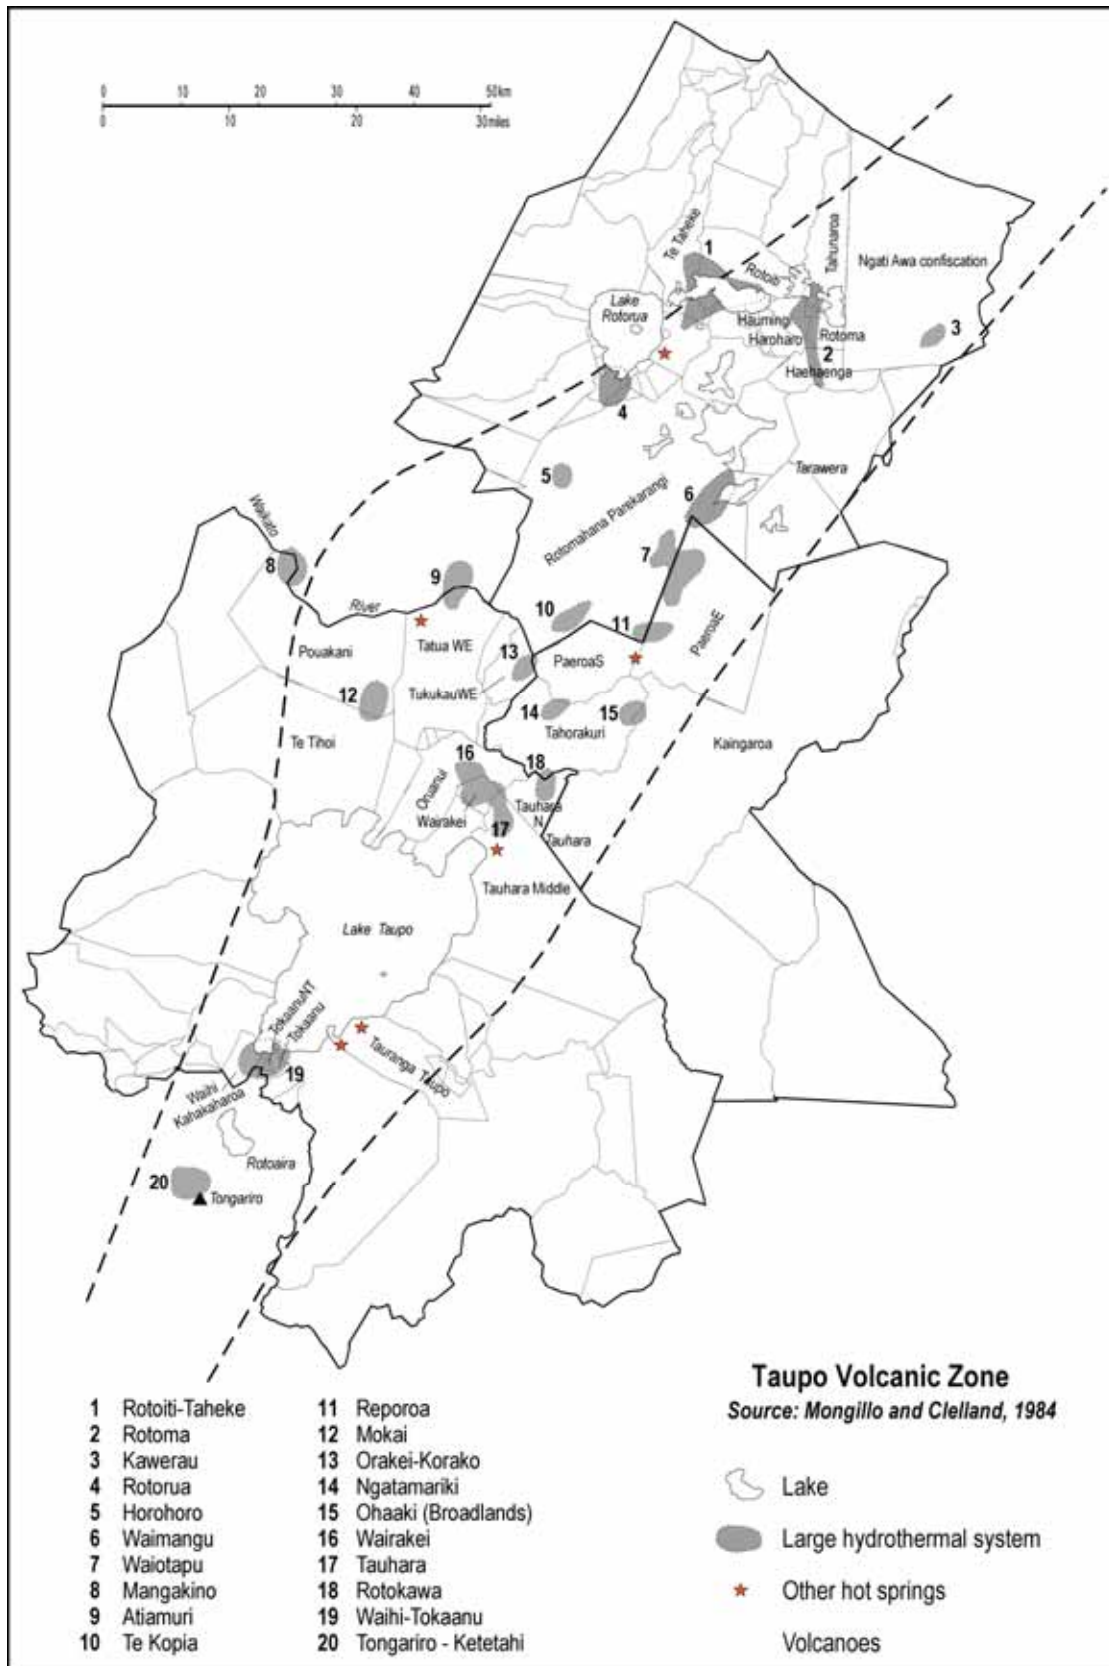 0 10 20 40 50km
0 10 20 30miles
Te Taheke
1
Rotoiti
Tahunaroa
Ngati Awa confiscation
Lake
Rotorua
Haumingi
Haroharo
Rotoma
2
3
Haehaenga
4
5
Rotomahana Parekarangi
6
Tarawera
7
Waikato
8
River
9
10
11
PaeroaE
Pouakani
Tatua WE
13
PaeroaS
12
TukukauWE
14
15
Tahorakuri
Te Tihoi
Kaingaroa
16
18
Oruanui
Wairakei
Tauhara
N
17
Tauhara
Tauhara Middle
Lake Taupo
TokaanuNT
Tokaanu
Tauranga Taupo
19
Waihi
Kahakaharoa
Rotoaira
20
Tongariro
1 Rotoiti-Taheke
2 Rotoma
3 Kawerau
4 Rotorua
5 Horohoro
6 Waimangu
7 Waiotapu
8 Mangakino
9 Atiamuri
10 Te Kopia
11 Reporoa
12 Mokai
13 Orakei-Korako
14 Ngatamariki
15 Ohaaki (Broadlands)
16 Wairakei
17 Tauhara
18 Rotokawa
19 Waihi-Tokaanu
20 Tongariro - Ketetahi
Taupo Volcanic Zone
Source: Mongillo and Clelland, 1984
Lake
Large hydrothermal system
Other hot springs
Volcanoes